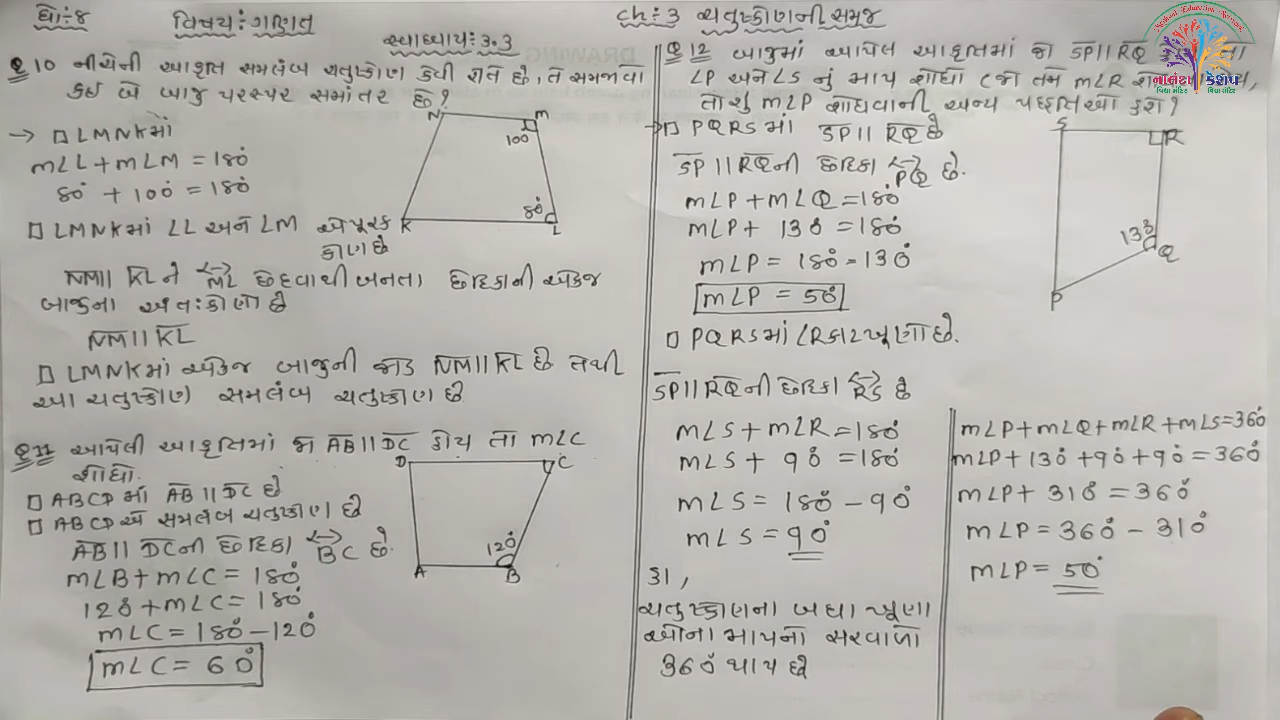 ધો:૪ વિષય: ગણિત ch: 3 ચતુષ્કોણની સમજ
સ્વાધ્યાય: 3.3
Q 10 નીચેની આકૃતિ સમલંબ ચતુષ્કોણ કેવી રીતે છે, તે સમજાવો
કઈ બે બાજુ પરસ્પર સમાંતર છે?
→ □ LMNKમાં
m∠L + m∠M = 180°
80° + 100° = 180°
□ LMNKમાં ∠L અને ∠M એ પૂરક
કોણ છે
NM || KL ને ML છેદવાથી બનતા છેદિકાની એકજ
બાજુના અંત:કોણો છે
NM || KL
□ LMNKમાં એકજ બાજુની જોડ NM || KL છે તેથી
આ ચતુષ્કોણ સમલંબ ચતુષ્કોણ છે
N M
100°
80°
K L
Q 11 આપેલી આકૃતિમાં જો AB || DC હોય તો m∠C
શોધો.
□ ABCD માં AB || DC છે
□ ABCD એ સમલંબ ચતુષ્કોણ છે
AB || DCની છેદિકા BC છે.
m∠B + m∠C = 180°
120° + m∠C = 180°
m∠C = 180° - 120°
m∠C = 60°
D C
120°
A B
Q 12 બાજુમાં આપેલ આકૃતિમાં જો SP || RQ
∠P અને ∠S નું માપ શોધો (જો તમે m∠R
તો શું m∠P શોધવાની અન્ય પદ્ધતિઓ હશે?
→ □ PQRS માં SP || RQ છે
SP || RQની છેદિકા PQ છે.
m∠P + m∠Q = 180°
m∠P + 130° = 180°
m∠P = 180° - 130°
m∠P = 50°
□ PQRSમાં ∠R કાટખૂણો છે.
SP || RQની છેદિકા RS છે
m∠S + m∠R = 180°
m∠S + 90° = 180°
m∠S = 180° - 90°
m∠S = 90°
હા,
ચતુષ્કોણના બધા ખૂણા
ઓના માપનો સરવાળો
360° થાય છે
S R
130°
Q
P
m∠P + m∠Q + m∠R + m∠S = 360°
m∠P + 130° + 90° + 90° = 360°
m∠P + 310° = 360°
m∠P = 360° - 310°
m∠P = 50°